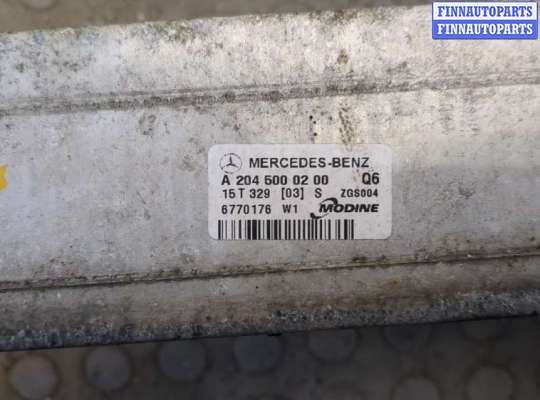 FINNAUTOPARTS
FINNAUTOPARTS
MERCEDES-BENZ
A 204 500 02 00 Q6
15 T 329 [03] S ZGS004
6770176 W1 MODINE